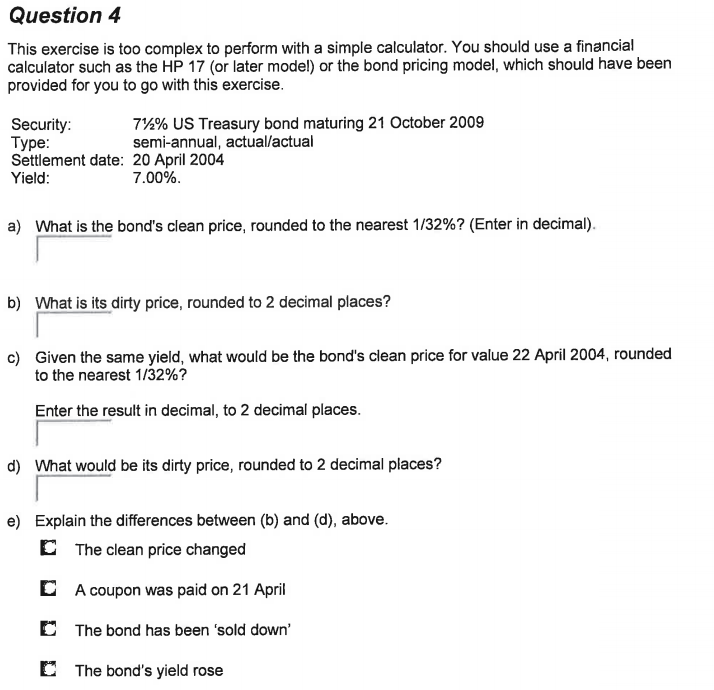 Question 4
This exercise is too complex to perform with a simple calculator. You should use a financial
calculator such as the HP 17 (or later model) or the bond pricing model, which should have been
provided for you to go with this exercise.
Security: 7½% US Treasury bond maturing 21 October 2009
Type: semi-annual, actual/actual
Settlement date: 20 April 2004
Yield: 7.00%.
a) What is the bond's clean price, rounded to the nearest 1/32%? (Enter in decimal).
b) What is its dirty price, rounded to 2 decimal places?
c) Given the same yield, what would be the bond's clean price for value 22 April 2004, rounded
to the nearest 1/32%?
Enter the result in decimal, to 2 decimal places.
d) What would be its dirty price, rounded to 2 decimal places?
e) Explain the differences between (b) and (d), above.
The clean price changed
A coupon was paid on 21 April
The bond has been 'sold down'
The bond's yield rose